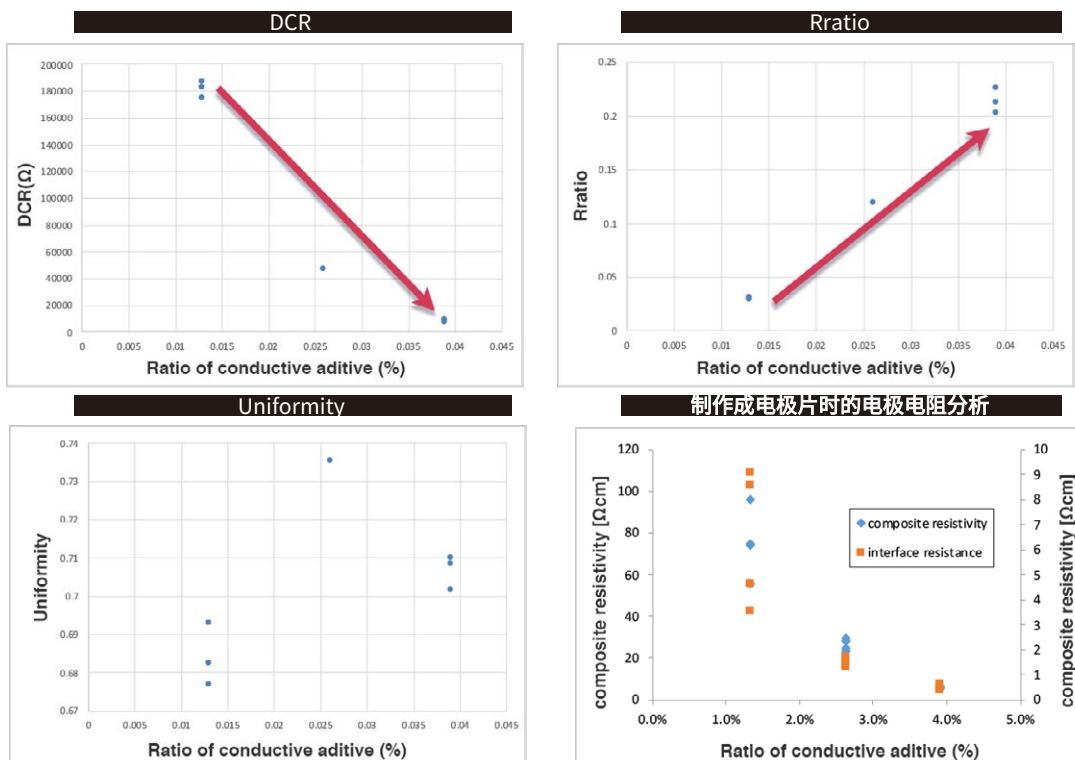 DCR
200000
180000
160000
140000
120000
100000
80000
60000
40000
20000
0
DCR(Ω)
0 0.005 0.01 0.015 0.02 0.025 0.03 0.035 0.04 0.045
Ratio of conductive aditive (%)
Rratio
0.25
0.2
0.15
0.1
0.05
0
Rratio
0 0.005 0.01 0.015 0.02 0.025 0.03 0.035 0.04 0.045
Ratio of conductive aditive (%)
Uniformity
0.74
0.73
0.72
0.71
0.7
0.69
0.68
0.67
Uniformity
0 0.005 0.01 0.015 0.02 0.025 0.03 0.035 0.04 0.045
Ratio of conductive aditive (%)
制作成电极片时的电极电阻分析
120
100
80
60
40
20
0
composite resistivity [Ωcm]
composite resistivity
interface resistance
10
9
8
7
6
5
4
3
2
1
0
composite resistivity [Ωcm]
0.0% 1.0% 2.0% 3.0% 4.0% 5.0%
Ratio of conductive aditive (%)